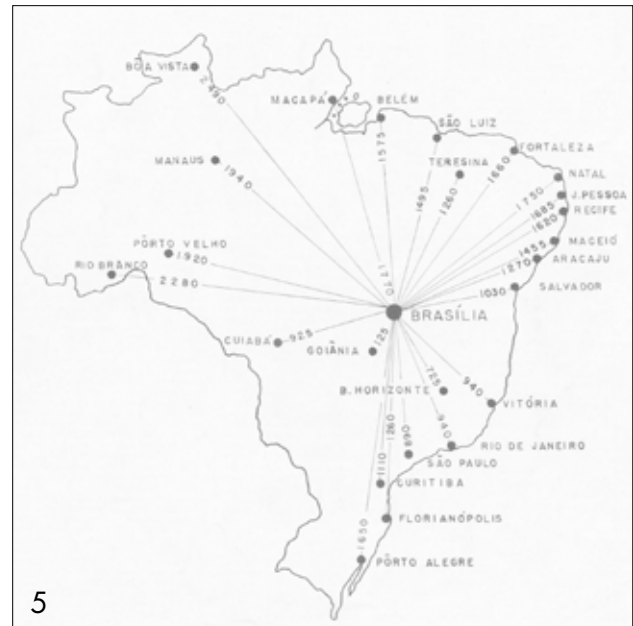 BÔA VISTA
2490
MACAPÁ
BELÉM
1575
SÃO LUIZ
FORTALEZA
MANAUS
1940
TERESINA
1495
1260
1660
NATAL
1750
J. PESSOA
1685
RECIFE
1620
PÔRTO VELHO
1920
MACEIÓ
1455
ARACAJU
1270
RIO BRANCO
2280
1770
1030
SALVADOR
BRASÍLIA
CUIABÁ
925
GOIÂNIA
125
B. HORIZONTE
725
940
VITÓRIA
940
RIO DE JANEIRO
890
SÃO PAULO
1260
1110
CURITIBA
FLORIANÓPOLIS
1650
PÔRTO ALEGRE
5